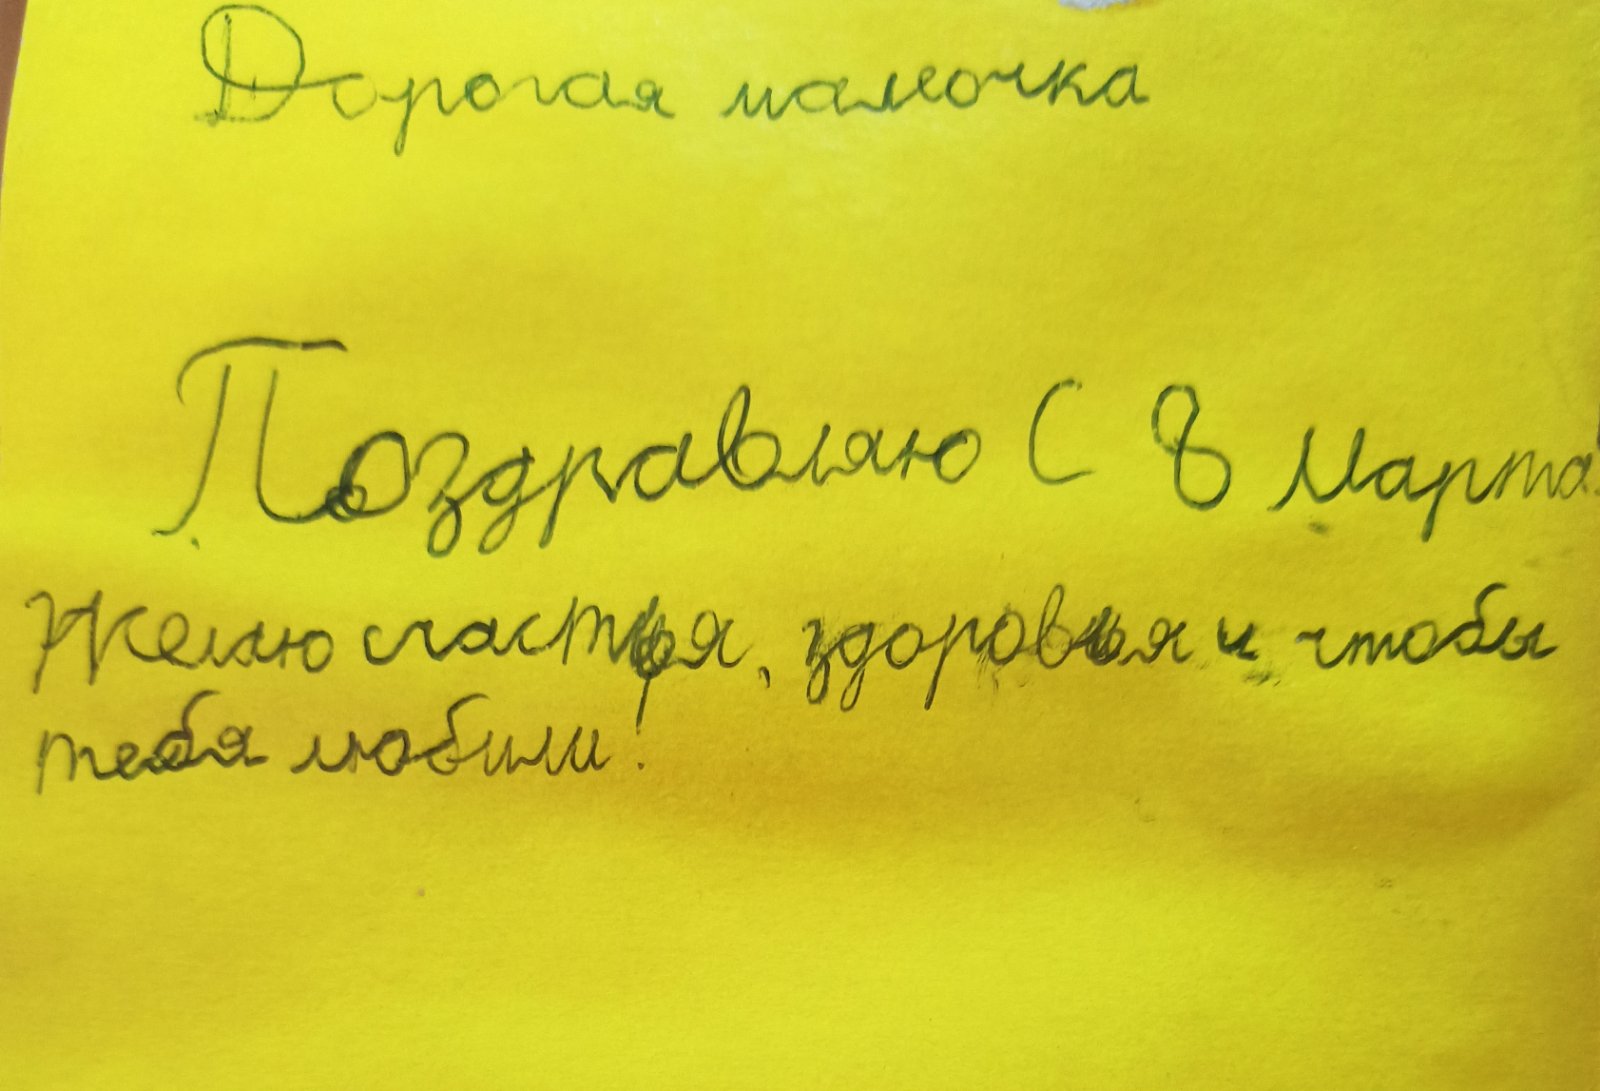 Дорогая мамочка
Поздравляю С 8 Марта.
Желаю счастья, здоровья и чтобы
тебя любили!